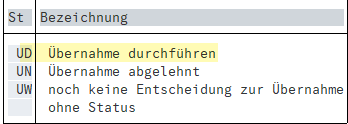 St Bezeichnung
UD Übernahme durchführen
UN Übernahme abgelehnt
UW noch keine Entscheidung zur Übernahme
ohne Status